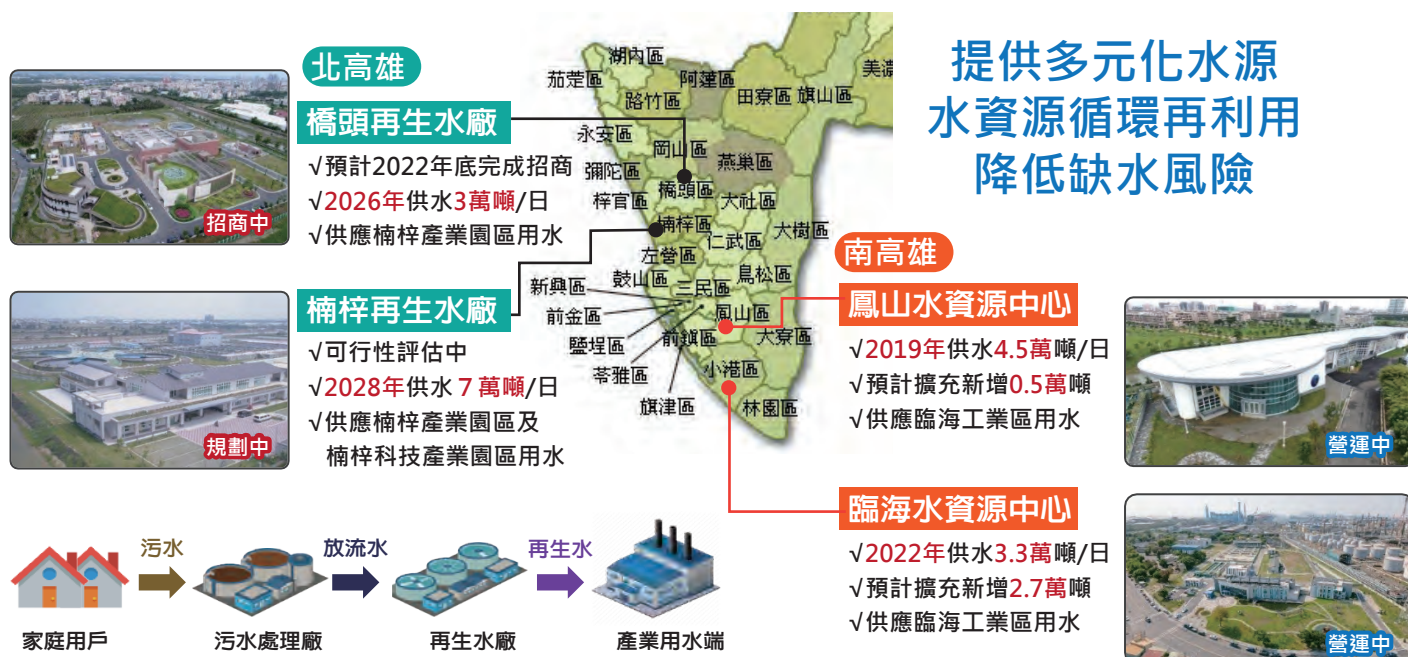 提供多元化水源
水資源循環再利用
降低缺水風險
北高雄
橋頭再生水廠
√預計2022年底完成招商
√2026年供水3萬噸/日
√供應楠梓產業園區用水
招商中
楠梓再生水廠
√可行性評估中
√2028年供水 7 萬噸/日
√供應楠梓產業園區及
楠梓科技產業園區用水
規劃中
湖內區
茄萣區
阿蓮區
美濃
路竹區
田寮區
旗山區
永安區
岡山區
燕巢區
彌陀區
橋頭區
梓官區
大社區
楠梓區
大樹區
仁武區
左營區
鳥松區
鼓山區
三民區
新興區
鳳山區
前金區
前鎮區
大寮區
鹽埕區
小港區
苓雅區
旗津區
林園區
南高雄
鳳山水資源中心
√2019年供水4.5萬噸/日
√預計擴充新增0.5萬噸
√供應臨海工業區用水
營運中
臨海水資源中心
√2022年供水3.3萬噸/日
√預計擴充新增2.7萬噸
√供應臨海工業區用水
營運中
污水
放流水
再生水
家庭用戶
污水處理廠
再生水廠
產業用水端